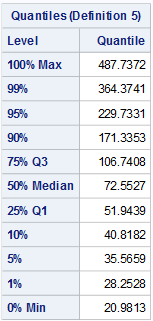 Quantiles (Definition 5)
Level Quantile
100% Max 487.7372
99% 364.3741
95% 229.7331
90% 171.3353
75% Q3 106.7408
50% Median 72.5527
25% Q1 51.9439
10% 40.8182
5% 35.5659
1% 28.2528
0% Min 20.9813